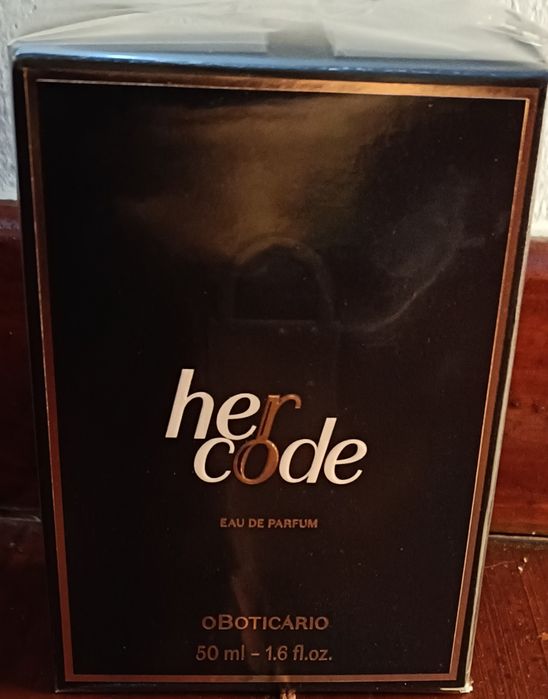 her
code
EAU DE PARFUM
oBOTICÁRIO
50 ml - 1.6 fl.oz.